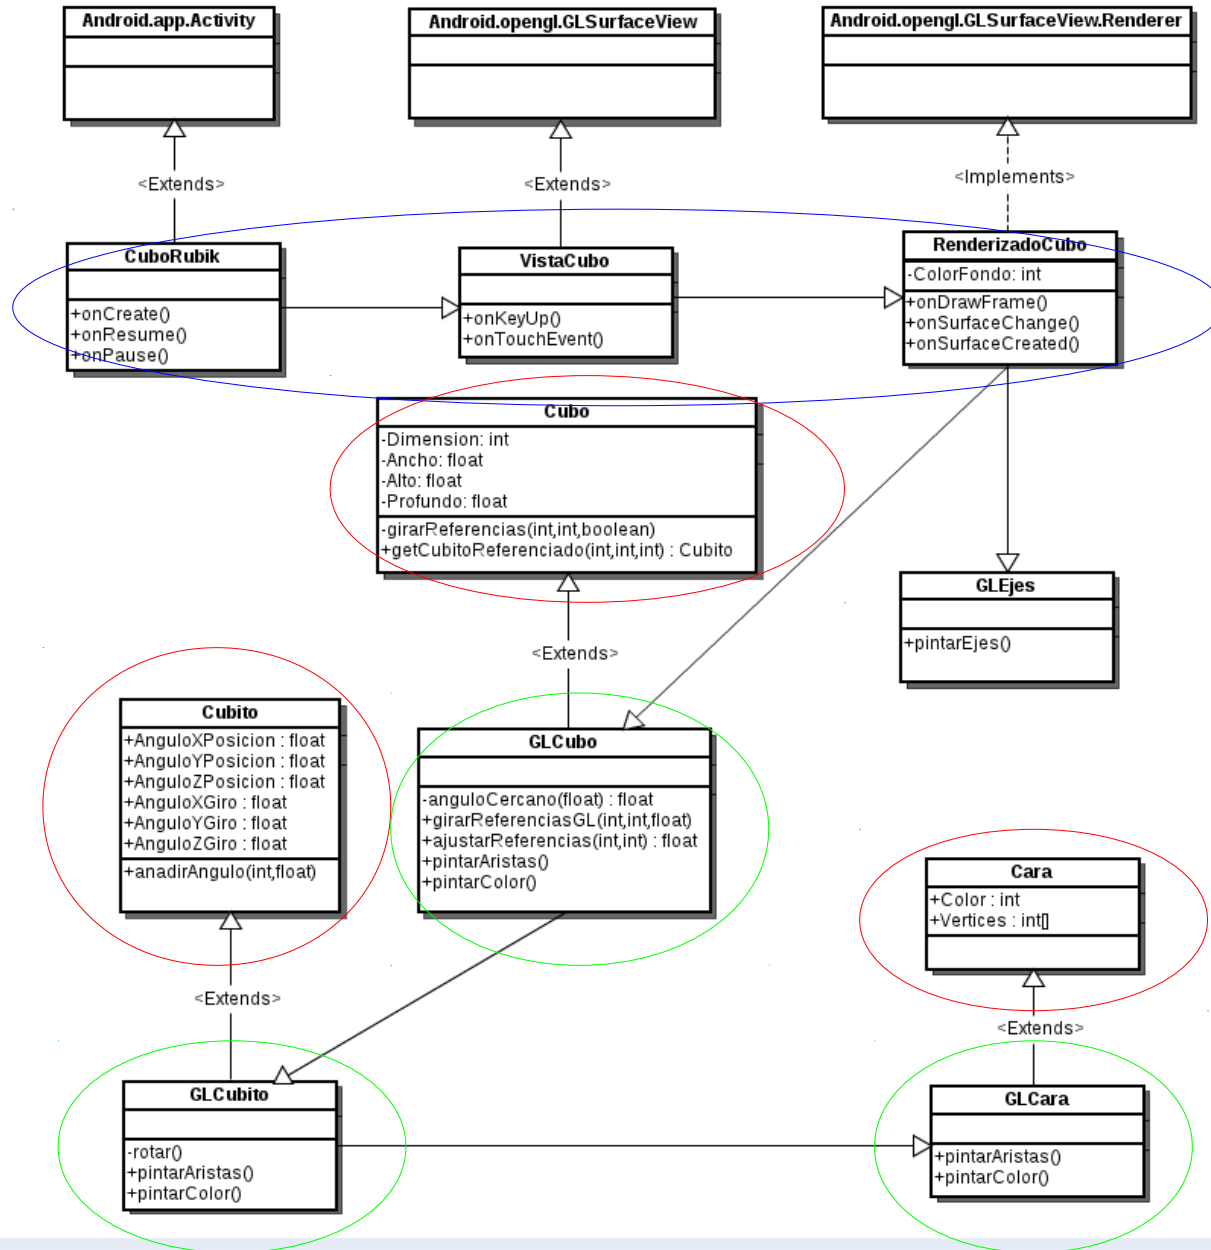 Android.app.Activity
Android.opengl.GLSurfaceView
Android.opengl.GLSurfaceView.Renderer
<Extends>
<Extends>
<Implements>
CuboRubik
+onCreate()
+onResume()
+onPause()
VistaCubo
+onKeyUp()
+onTouchEvent()
RenderizadoCubo
-ColorFondo: int
+onDrawFrame()
+onSurfaceChange()
+onSurfaceCreated()
Cubo
-Dimension: int
-Ancho: float
-Alto: float
-Profundo: float
-girarReferencias(int,int,boolean)
+getCubitoReferenciado(int,int,int) : Cubito
GLEjes
+pintarEjes()
<Extends>
Cubito
+AnguloXPosicion : float
+AnguloYPosicion : float
+AnguloZPosicion : float
+AnguloXGiro : float
+AnguloYGiro : float
+AnguloZGiro : float
+anadirAngulo(int,float)
GLCubo
-anguloCercano(float) : float
+girarReferenciasGL(int,int,float)
+ajustarReferencias(int,int) : float
+pintarAristas()
+pintarColor()
Cara
+Color : int
+Vertices : int[]
<Extends>
<Extends>
GLCubito
-rotar()
+pintarAristas()
+pintarColor()
GLCara
+pintarAristas()
+pintarColor()